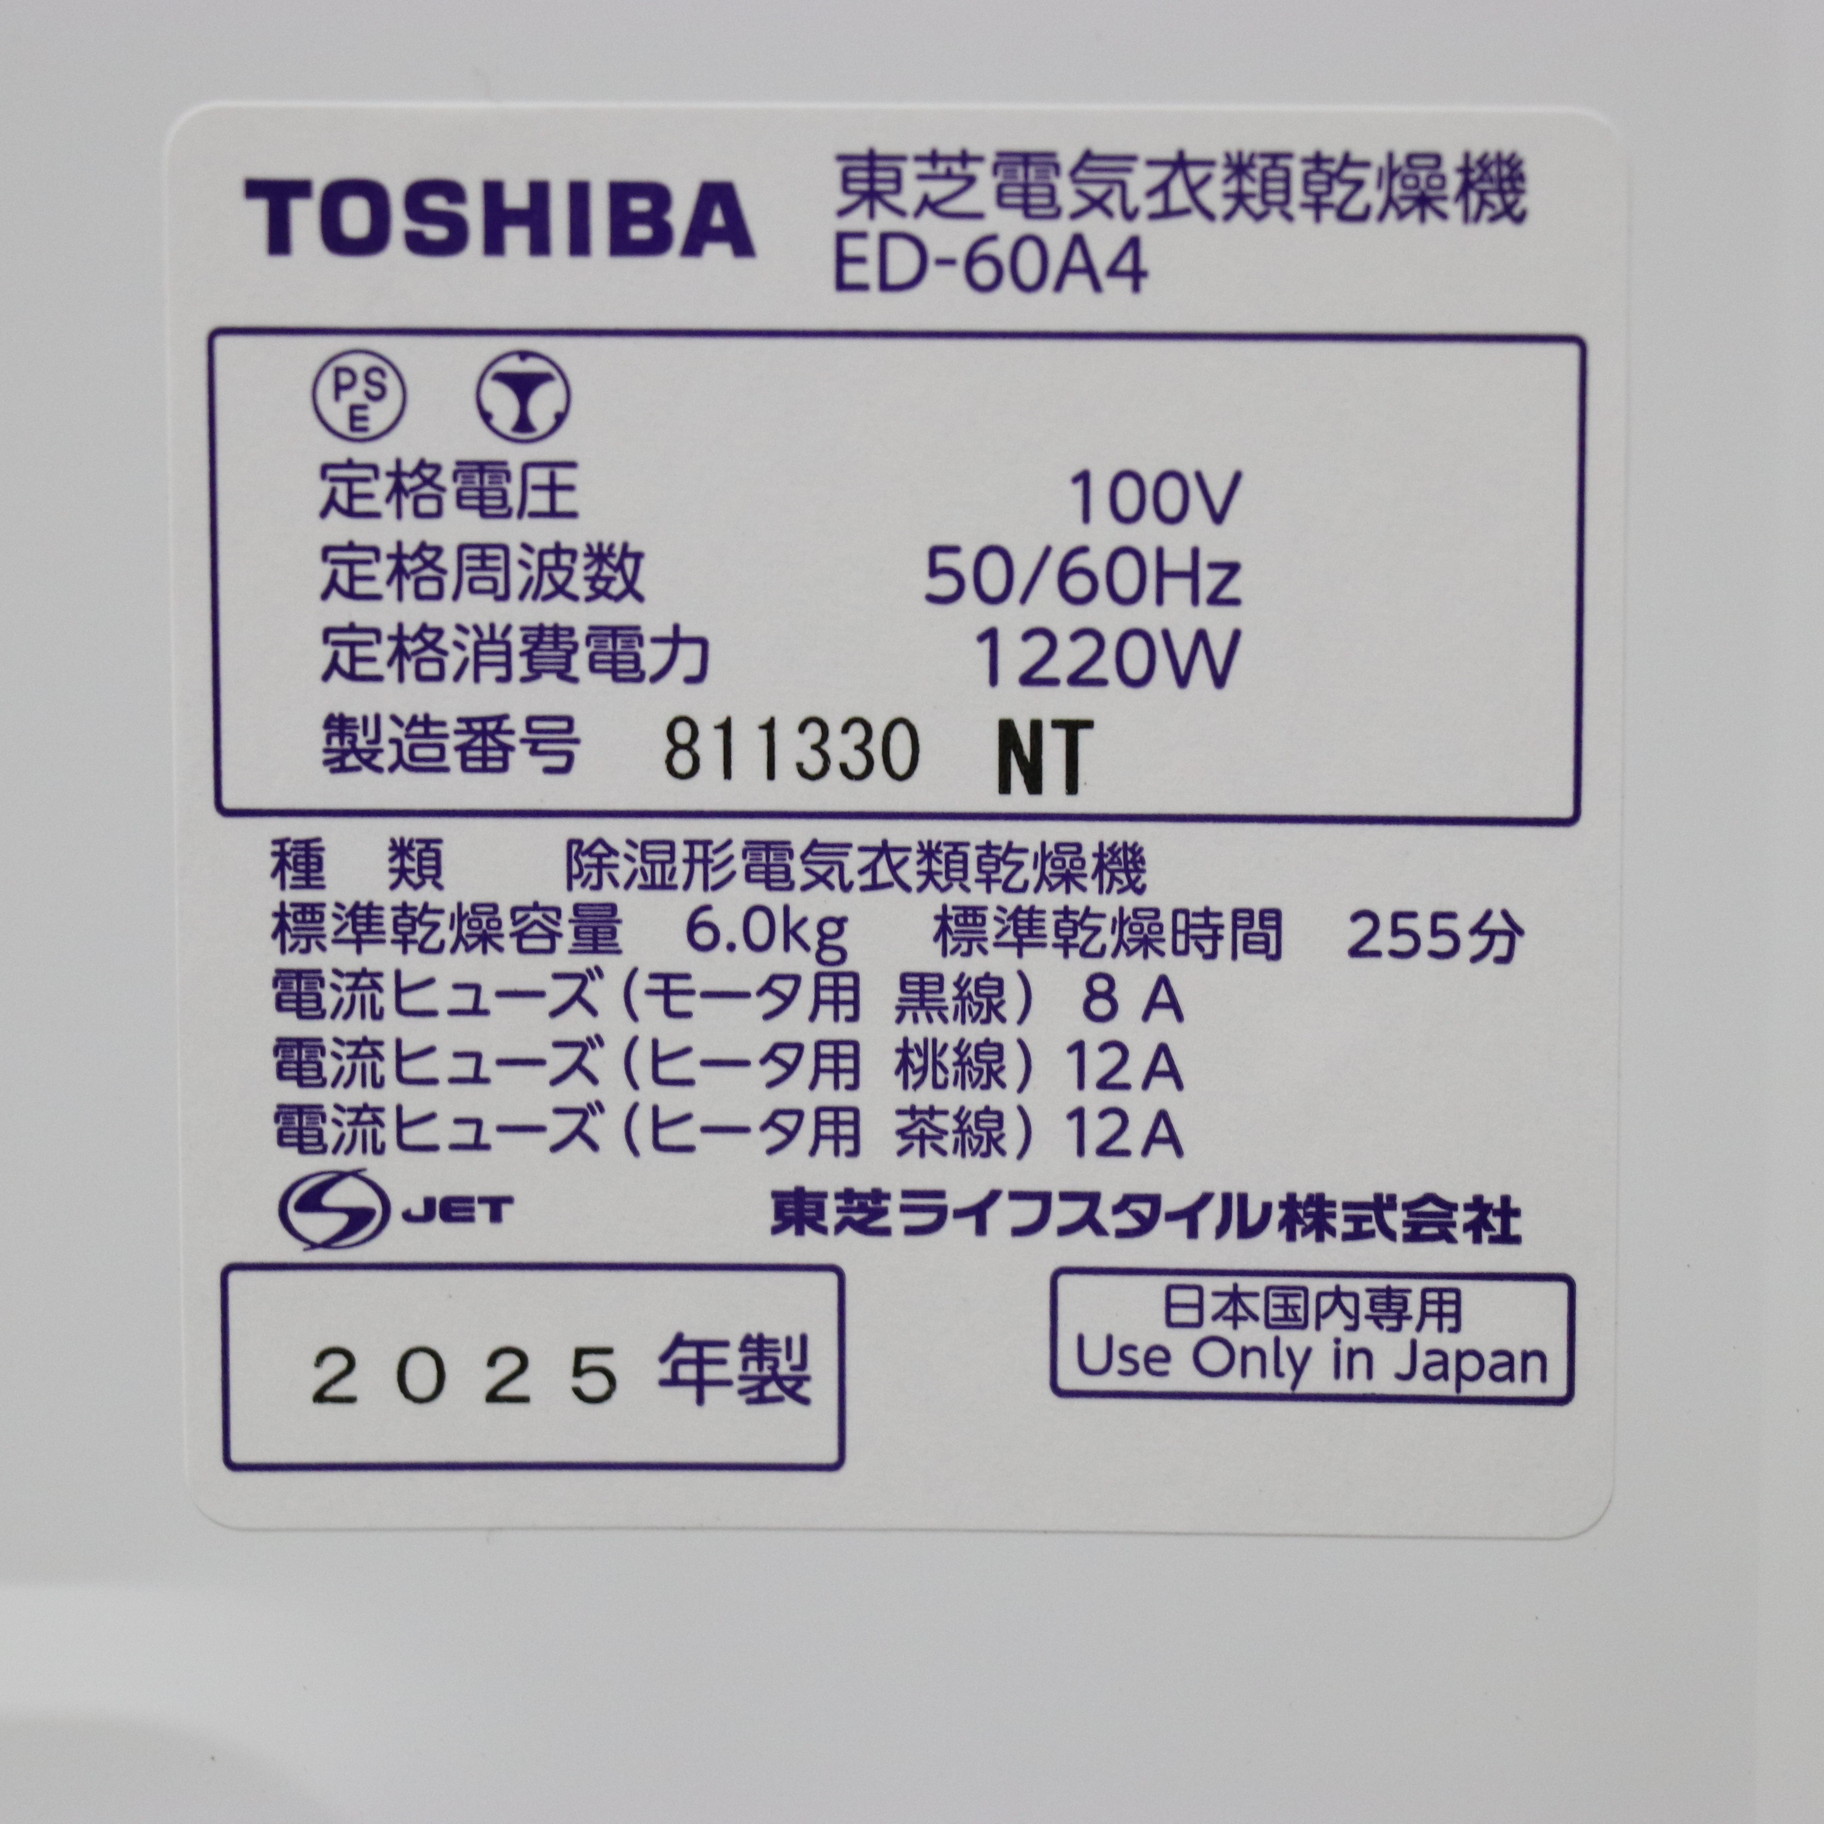 TOSHIBA 東芝電気衣類乾燥機
ED-60A4
PSE
定格電圧 100V
定格周波数 50/60Hz
定格消費電力 1220W
製造番号 811330 NT
種 類 除湿形電気衣類乾燥機
標準乾燥容量 6.0kg 標準乾燥時間 255分
電流ヒューズ(モータ用 黒線) 8A
電流ヒューズ(ヒータ用 桃線) 12A
電流ヒューズ(ヒータ用 茶線) 12A
S JET 東芝ライフスタイル株式会社
2025年製
日本国内専用
Use Only in Japan